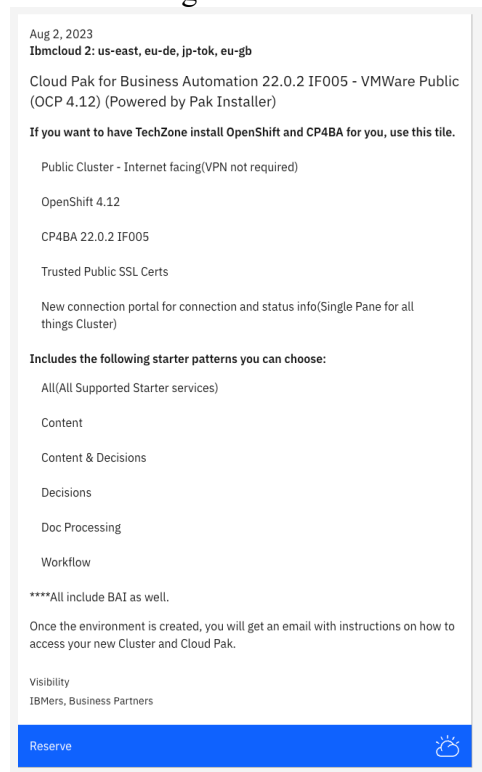 Aug 2, 2023
Ibmcloud 2: us-east, eu-de, jp-tok, eu-gb
Cloud Pak for Business Automation 22.0.2 IF005 - VMWare Public
(OCP 4.12) (Powered by Pak Installer)
If you want to have TechZone install OpenShift and CP4BA for you, use this tile.
Public Cluster - Internet facing(VPN not required)
OpenShift 4.12
CP4BA 22.0.2 IF005
Trusted Public SSL Certs
New connection portal for connection and status info(Single Pane for all
things Cluster)
Includes the following starter patterns you can choose:
All(All Supported Starter services)
Content
Content & Decisions
Decisions
Doc Processing
Workflow
****All include BAI as well.
Once the environment is created, you will get an email with instructions on how to
access your new Cluster and Cloud Pak.
Visibility
IBMers, Business Partners
Reserve